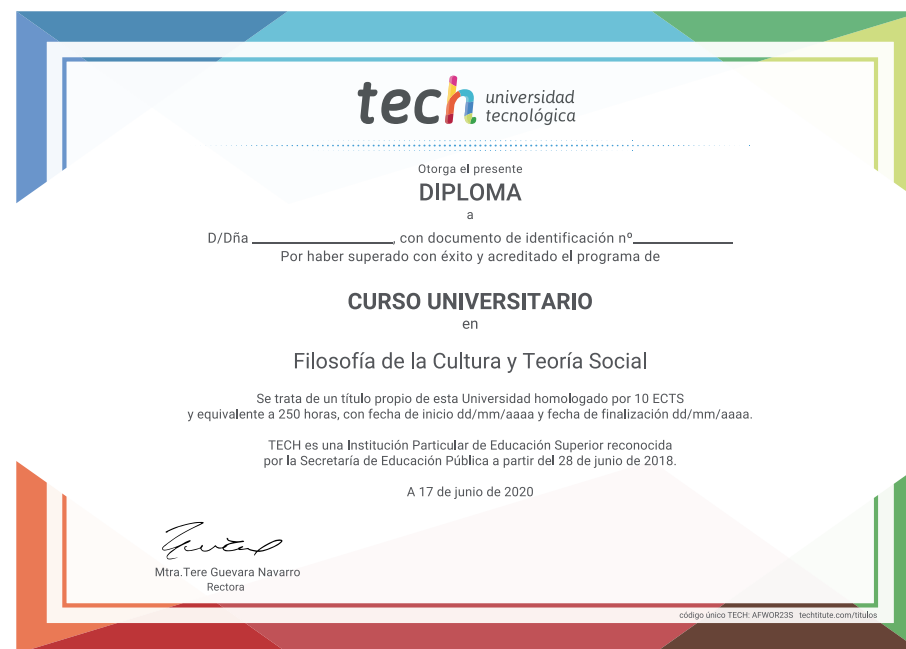 tech universidad
tecnológica
Otorga el presente
DIPLOMA
a
D/Dña ____________________, con documento de identificación nº______________
Por haber superado con éxito y acreditado el programa de
CURSO UNIVERSITARIO
en
Filosofía de la Cultura y Teoría Social
Se trata de un título propio de esta Universidad homologado por 10 ECTS
y equivalente a 250 horas, con fecha de inicio dd/mm/aaaa y fecha de finalización dd/mm/aaaa.
TECH es una Institución Particular de Educación Superior reconocida
por la Secretaría de Educación Pública a partir del 28 de junio de 2018.
A 17 de junio de 2020
Mtra.Tere Guevara Navarro
Rectora
código único TECH: AFWOR23S techtitute.com/titulos